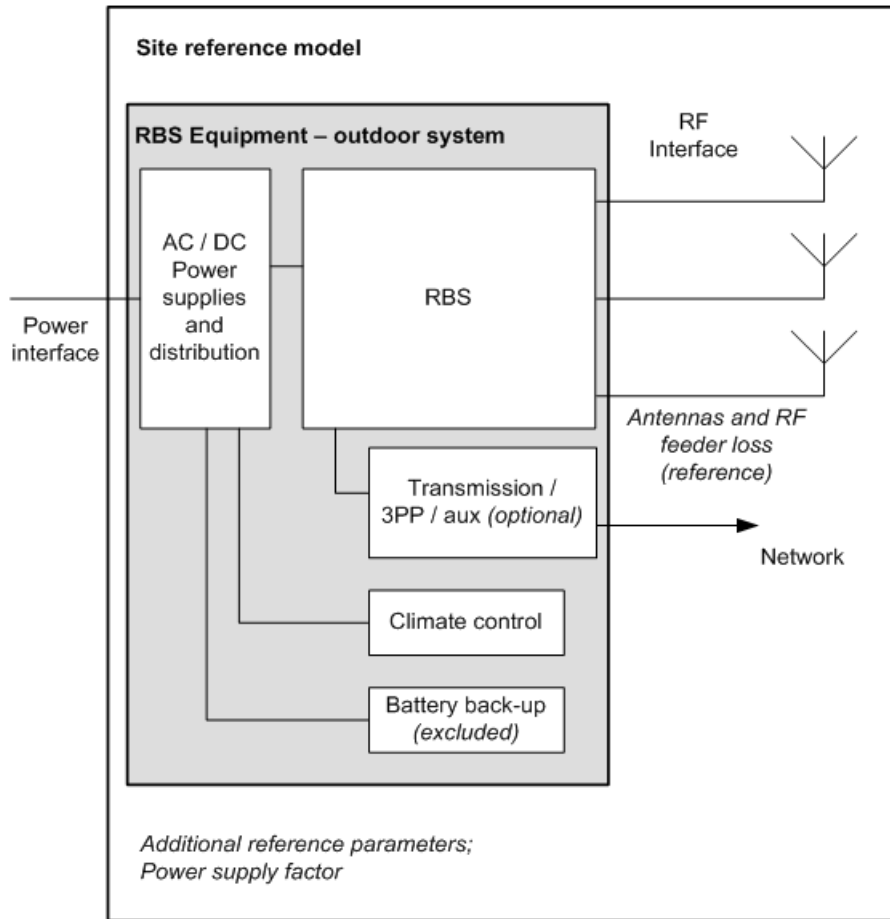 Site reference model
RBS Equipment – outdoor system
RF
Interface
AC / DC
Power
supplies
and
distribution
RBS
Power
interface
Antennas and RF
feeder loss
(reference)
Transmission /
3PP / aux (optional)
Network
Climate control
Battery back-up
(excluded)
Additional reference parameters;
Power supply factor